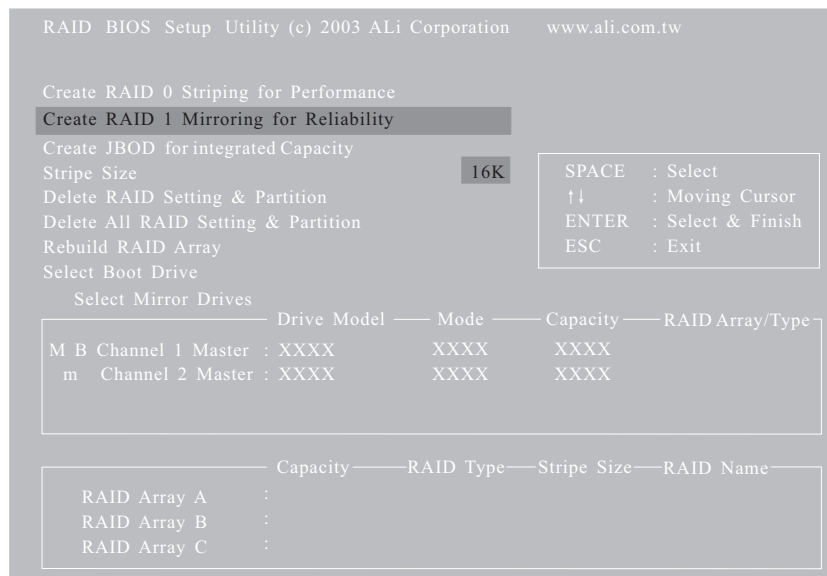 RAID BIOS Setup Utility (c) 2003 ALi Corporation www.ali.com.tw
Create RAID 0 Striping for Performance
Create RAID 1 Mirroring for Reliability
Create JBOD for integrated Capacity
Stripe Size 16K
Delete RAID Setting & Partition
Delete All RAID Setting & Partition
Rebuild RAID Array
Select Boot Drive
SPACE : Select
↑↓ : Moving Cursor
ENTER : Select & Finish
ESC : Exit
Select Mirror Drives
Drive Model Mode Capacity RAID Array/Type
M B Channel 1 Master : XXXX XXXX XXXX
m Channel 2 Master : XXXX XXXX XXXX
Capacity RAID Type Stripe Size RAID Name
RAID Array A :
RAID Array B :
RAID Array C :